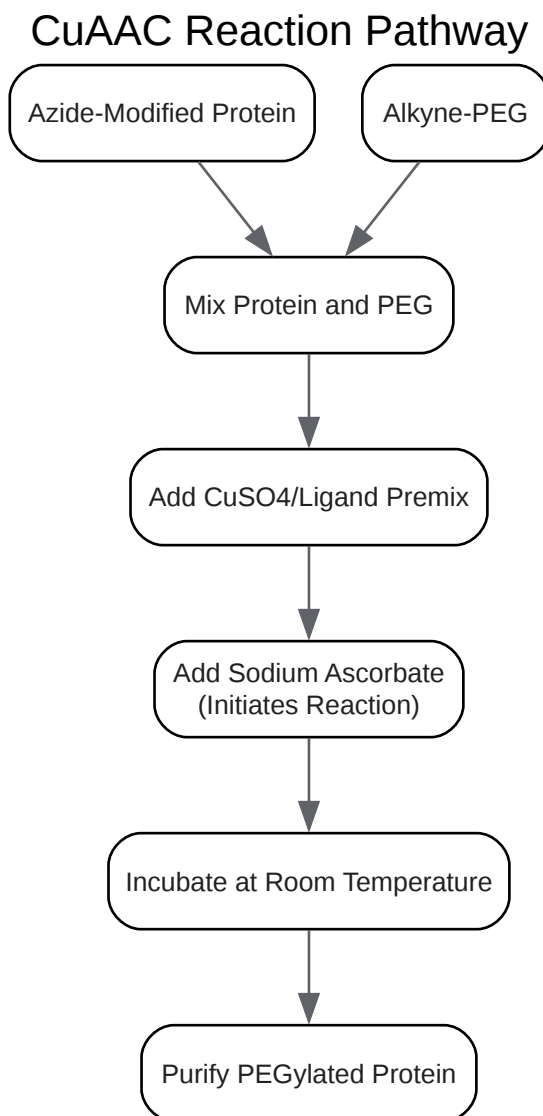 CuAAC Reaction Pathway
Azide-Modified Protein
Alkyne-PEG
Mix Protein and PEG
Add CuSO4/Ligand Premix
Add Sodium Ascorbate
(Initiates Reaction)
Incubate at Room Temperature
Purify PEGylated Protein